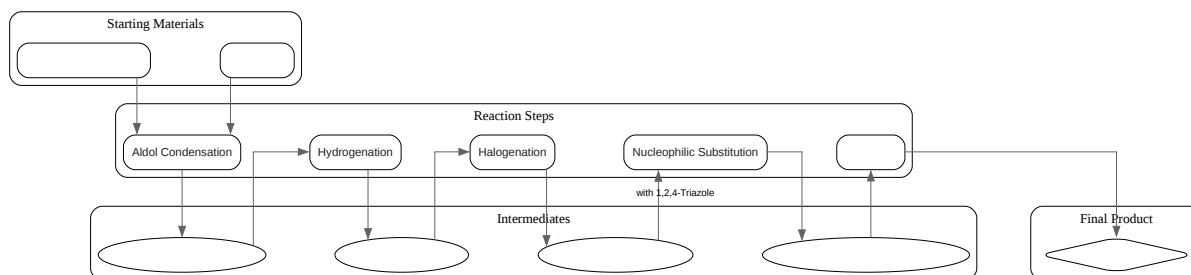 Starting Materials
Reaction Steps
Aldol Condensation
Hydrogenation
Halogenation
Nucleophilic Substitution
with 1,2,4-Triazole
Intermediates
Final Product